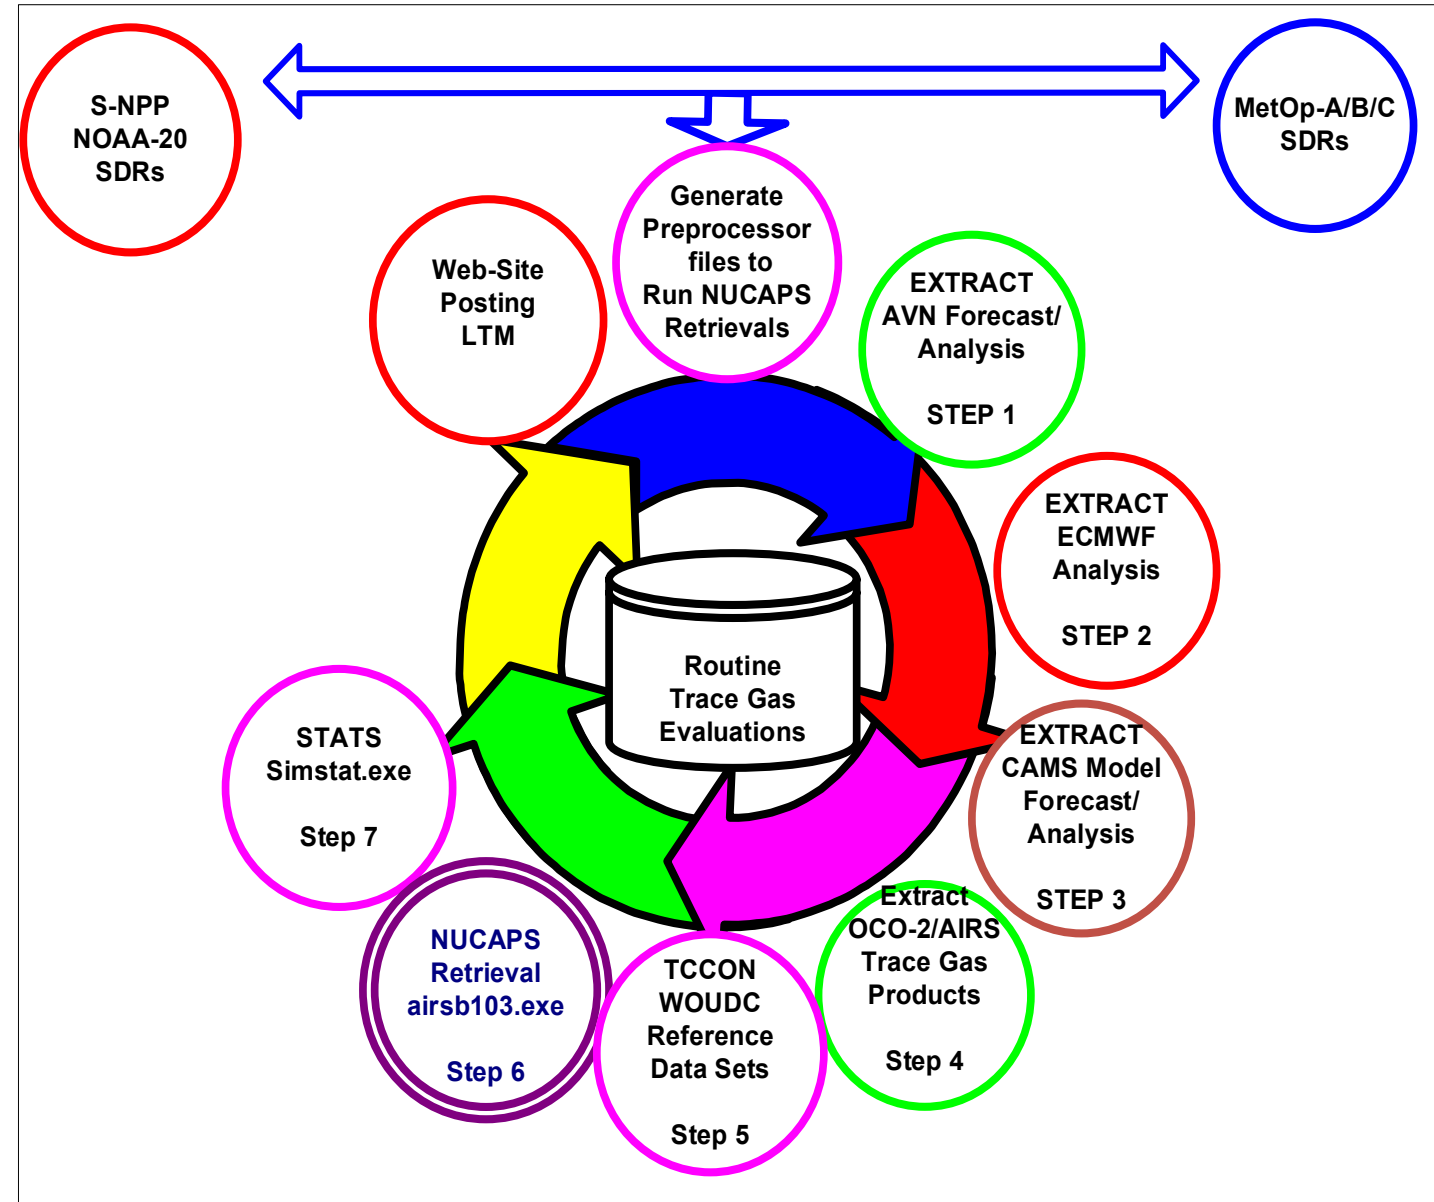 S-NPP
NOAA-20
SDRs
MetOp-A/B/C
SDRs
Generate
Preprocessor
files to
Run NUCAPS
Retrievals
EXTRACT
AVN Forecast/
Analysis
STEP 1
EXTRACT
ECMWF
Analysis
STEP 2
EXTRACT
CAMS Model
Forecast/
Analysis
STEP 3
Extract
OCO-2/AIRS
Trace Gas
Products
Step 4
TCCON
WOUDC
Reference
Data Sets
Step 5
NUCAPS
Retrieval
airsb103.exe
Step 6
STATS
Simstat.exe
Step 7
Web-Site
Posting
LTM
Routine
Trace Gas
Evaluations